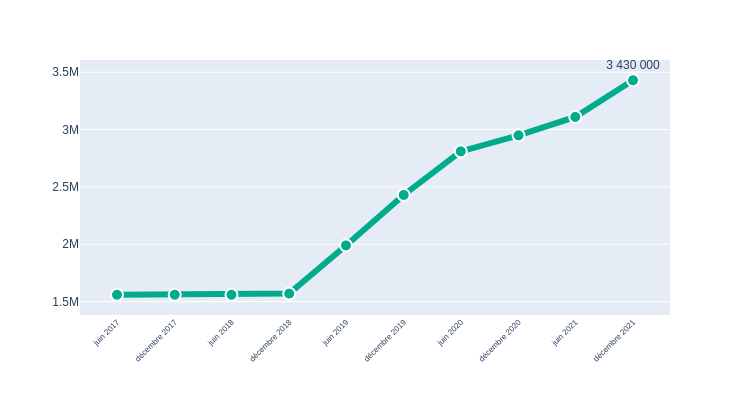 3 430 000
3.5M
3M
2.5M
2M
1.5M
juin 2017
décembre 2017
juin 2018
décembre 2018
juin 2019
décembre 2019
juin 2020
décembre 2020
juin 2021
décembre 2021